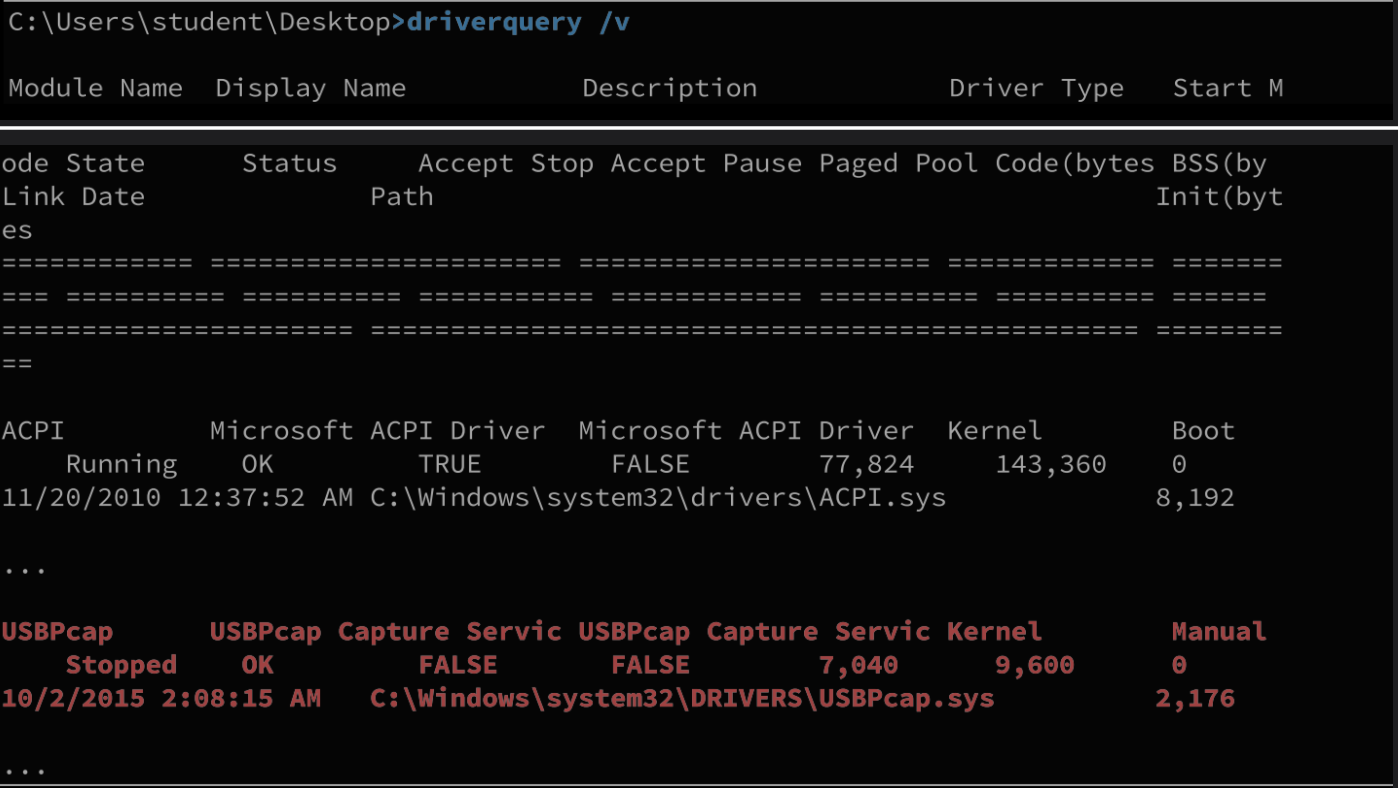 C:\Users\student\Desktop>driverquery /v
Module Name  Display Name           Description            Driver Type   Start M
ode State      Status     Accept Stop Accept Pause Paged Pool Code(bytes BSS(by
Link Date              Path                                             Init(byt
es
============ ====================== ====================== ============= =======
=== ========== ========== =========== ============ ========== ========== ======
====================== ================================================ ========
==
ACPI         Microsoft ACPI Driver  Microsoft ACPI Driver  Kernel        Boot
    Running    OK         TRUE        FALSE        77,824     143,360    0
11/20/2010 12:37:52 AM C:\Windows\system32\drivers\ACPI.sys             8,192
...
USBPcap      USBPcap Capture Servic USBPcap Capture Servic Kernel        Manual
    Stopped    OK         FALSE       FALSE        7,040      9,600      0
10/2/2015 2:08:15 AM   C:\Windows\system32\DRIVERS\USBPcap.sys          2,176
...